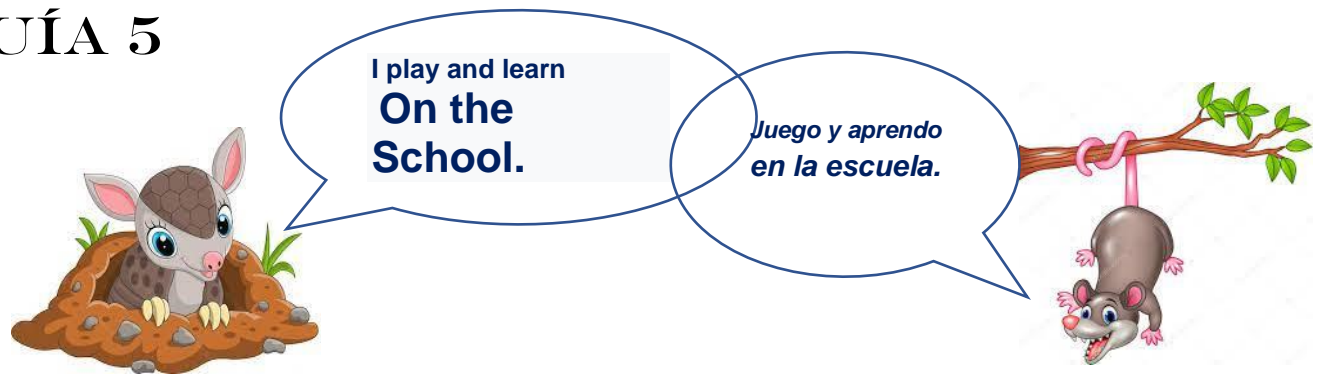 UÍA 5
I play and learn
On the
School.
Juego y aprendo
en la escuela.